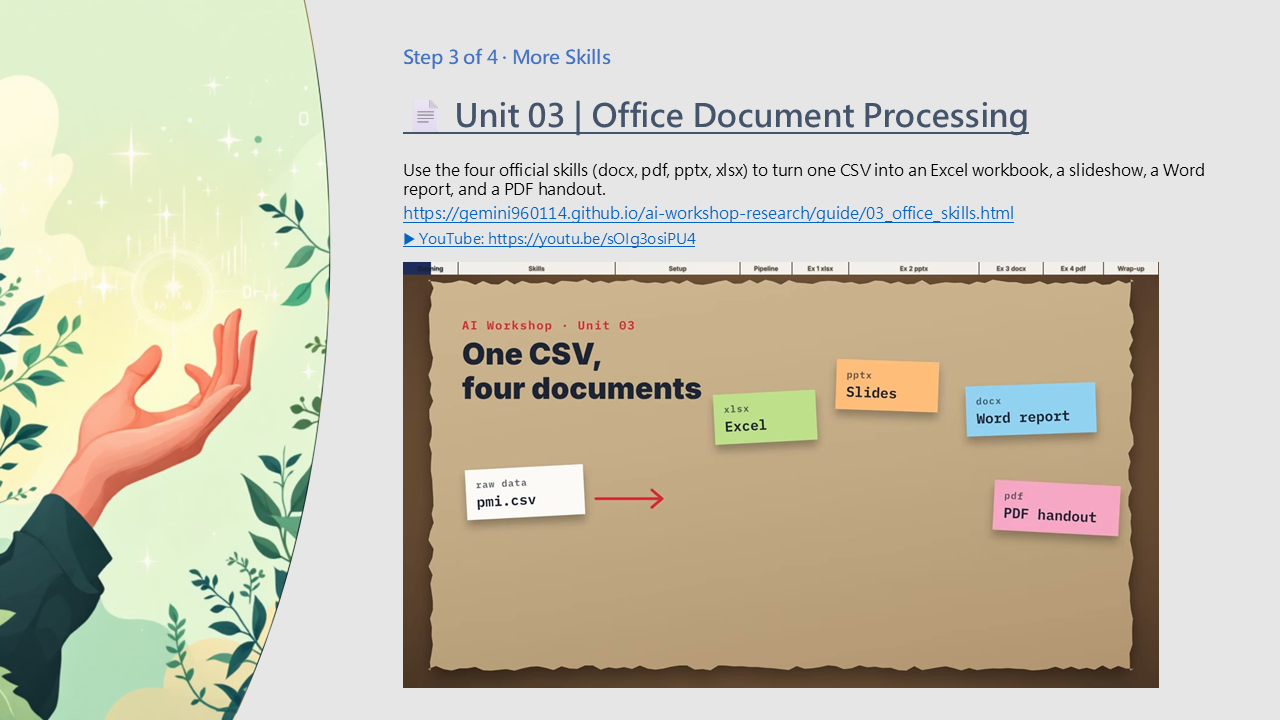 Step 3 of 4 · More Skills
Unit 03 | Office Document Processing
Use the four official skills (docx, pdf, pptx, xlsx) to turn one CSV into an Excel workbook, a slideshow, a Word
report, and a PDF handout.
https://gemini960114.github.io/ai-workshop-research/guide/03_office_skills.html
▶ YouTube: https://youtu.be/sOIg3osiPU4
Skills Setup Pipeline Ex 1 xlsx Ex 2 pptx Ex 3 docx Ex 4 pdf Wrap-up
AI Workshop · Unit 03
One CSV,
four documents
xlsx
Excel
pptx
Slides
docx
Word report
raw data
pmi.csv
pdf
PDF handout